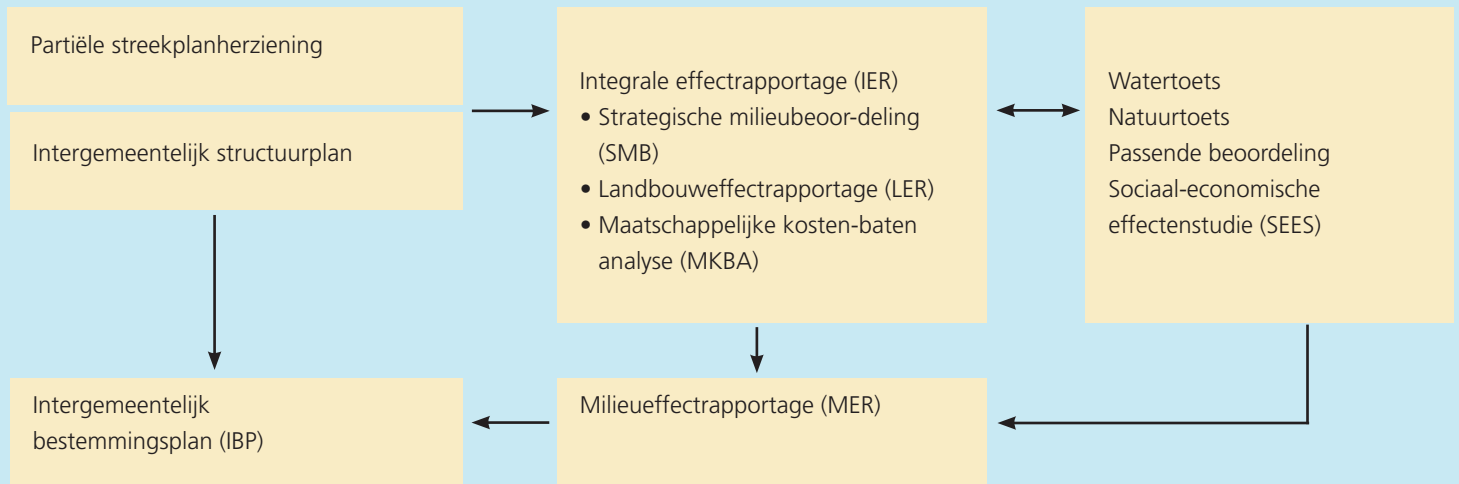 Partiële streekplanherziening
Intergemeentelijk structuurplan
Integrale effectrapportage (IER)
• Strategische milieubeoor-deling
(SMB)
• Landbouweffectrapportage (LER)
• Maatschappelijke kosten-baten
analyse (MKBA)
Watertoets
Natuurtoets
Passende beoordeling
Sociaal-economische
effectenstudie (SEES)
Intergemeentelijk
bestemmingsplan (IBP)
Milieueffectrapportage (MER)